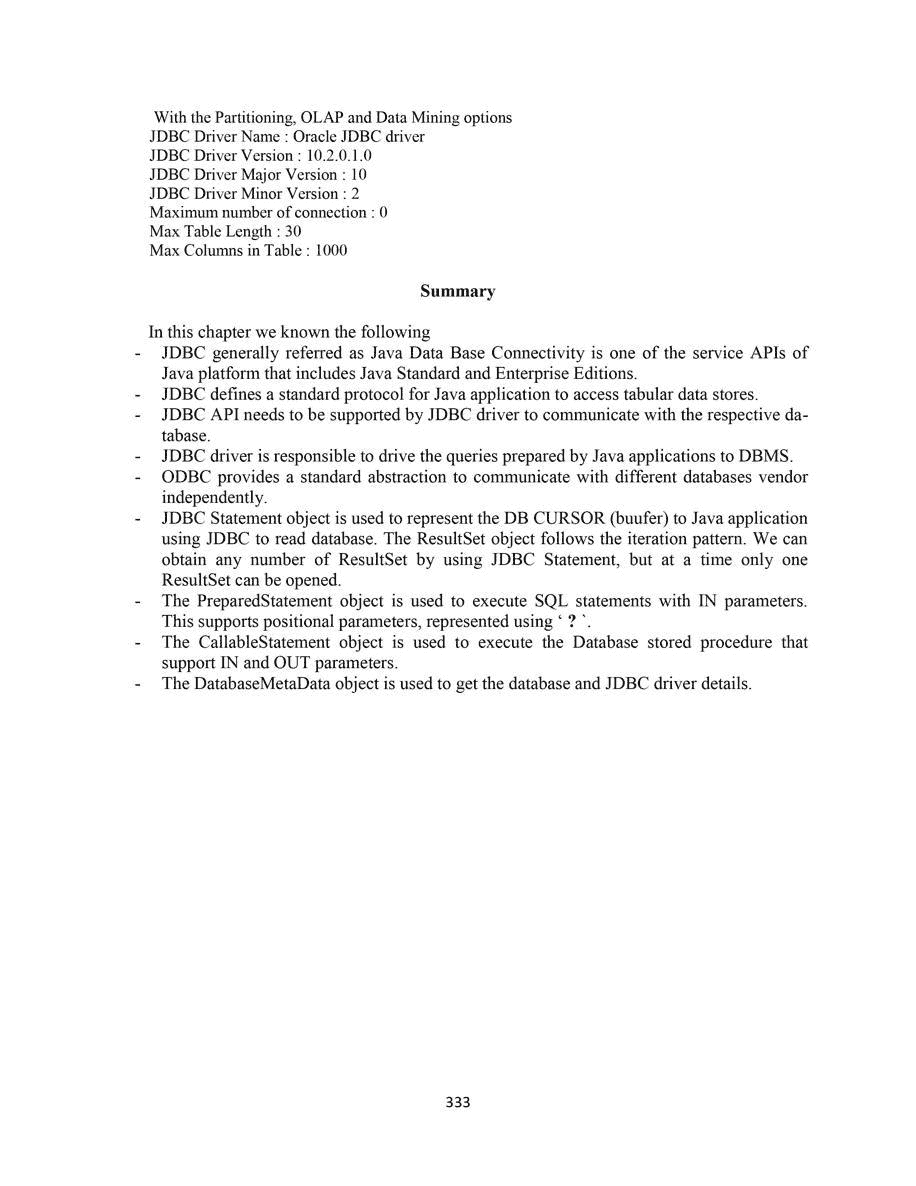 With the Partitioning, OLAP and Data Mining options
JDBC Driver Name : Oracle JDBC driver
JDBC Driver Version : 10.2.0.1.0
JDBC Driver Major Version : 10
JDBC Driver Minor Version : 2
Maximum number of connection : 0
Max Table Length : 30
Max Columns in Table : 1000
Summary
In this chapter we known the following
- JDBC generally referred as Java Data Base Connectivity is one of the service APIs of
Java platform that includes Java Standard and Enterprise Editions.
- JDBC defines a standard protocol for Java application to access tabular data stores.
- JDBC API needs to be supported by JDBC driver to communicate with the respective da-
tabase.
- JDBC driver is responsible to drive the queries prepared by Java applications to DBMS.
- ODBC provides a standard abstraction to communicate with different databases vendor
independently.
- JDBC Statement object is used to represent the DB CURSOR (buufer) to Java application
using JDBC to read database. The ResultSet object follows the iteration pattern. We can
obtain any number of ResultSet by using JDBC Statement, but at a time only one
ResultSet can be opened.
- The PreparedStatement object is used to execute SQL statements with IN parameters.
This supports positional parameters, represented using ‘ ? `.
- The CallableStatement object is used to execute the Database stored procedure that
support IN and OUT parameters.
- The DatabaseMetaData object is used to get the database and JDBC driver details.
333